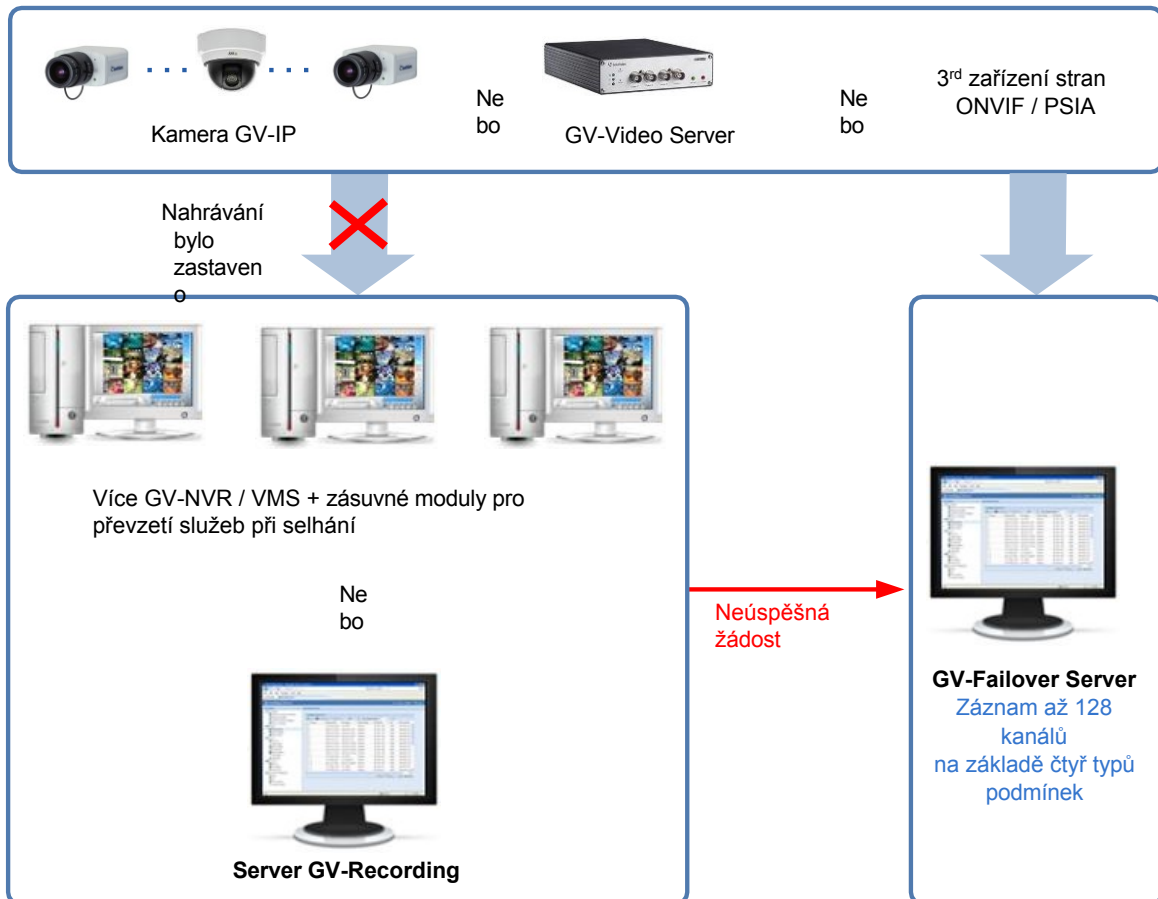 Kamera GV-IP
Ne
bo
GV-Video Server
Ne
bo
3rd zařízení stran
ONVIF / PSIA
Nahrávání
bylo
zastaven
o
Více GV-NVR / VMS + zásuvné moduly pro
převzetí služeb při selhání
Ne
bo
Server GV-Recording
Neúspěšná
žádost
GV-Failover Server
Záznam až 128
kanálů
na základě čtyř typů
podmínek